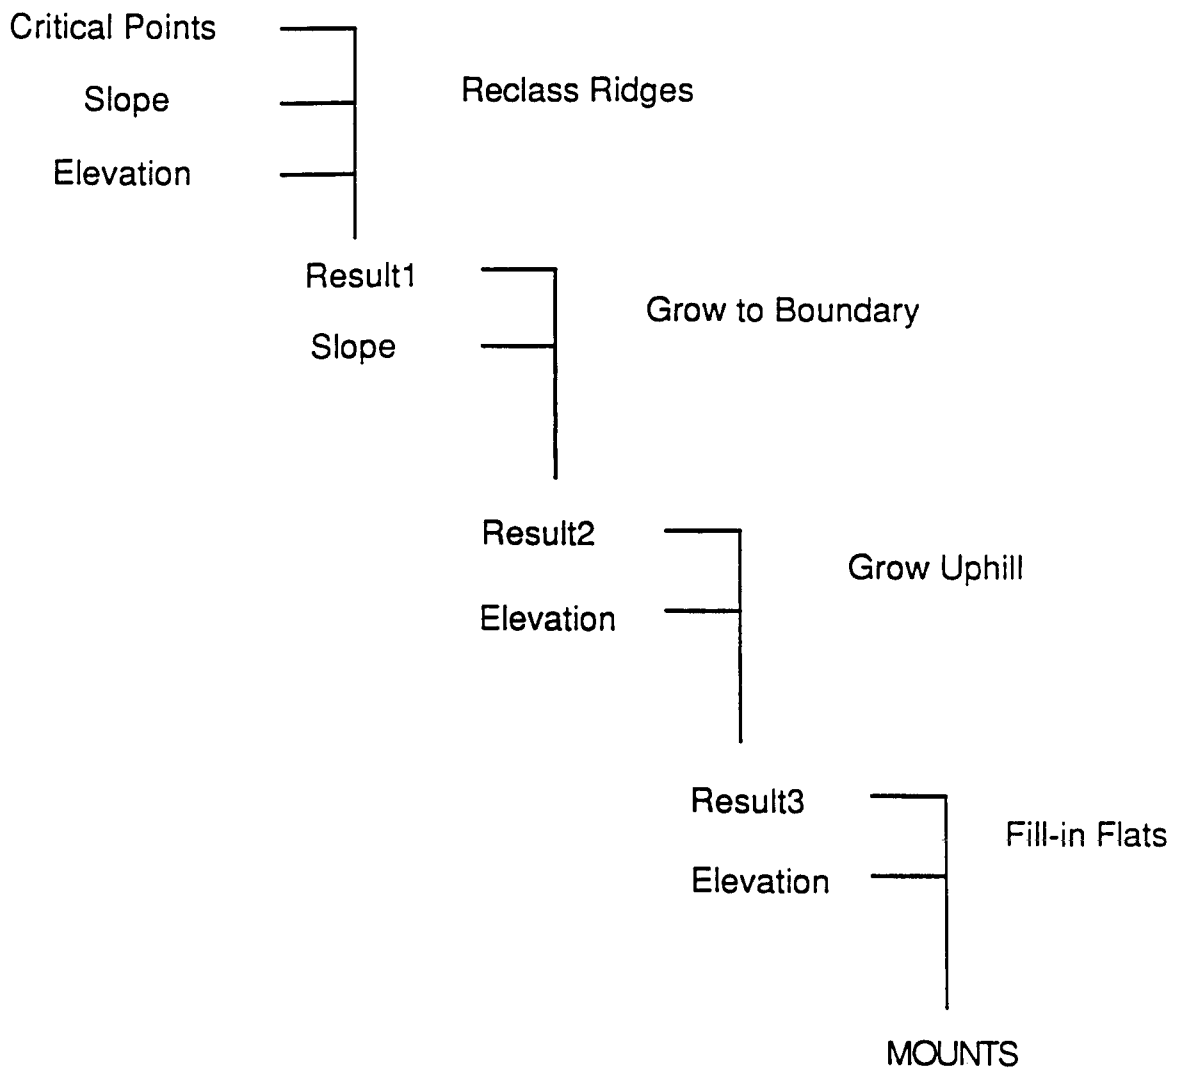 Critical Points
Slope
Reclass Ridges
Elevation
Result1
Slope
Grow to Boundary
Result2
Elevation
Grow Uphill
Result3
Elevation
Fill-in Flats
MOUNTS